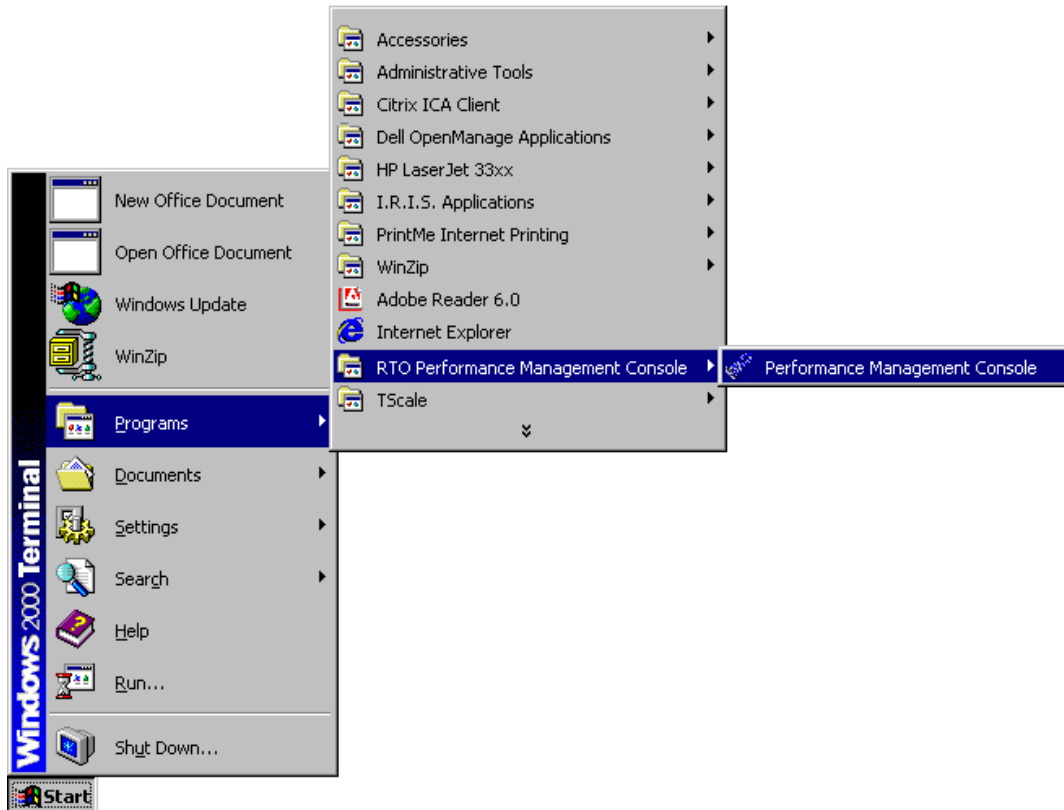 Accessories
Administrative Tools
Citrix ICA Client
Dell OpenManage Applications
HP LaserJet 33xx
I.R.I.S. Applications
PrintMe Internet Printing
WinZip
Adobe Reader 6.0
Internet Explorer
RTO Performance Management Console
TScale
Performance Management Console
New Office Document
Open Office Document
Windows Update
WinZip
Programs
Documents
Settings
Search
Help
Run...
Shut Down...
Windows 2000 Terminal
Start